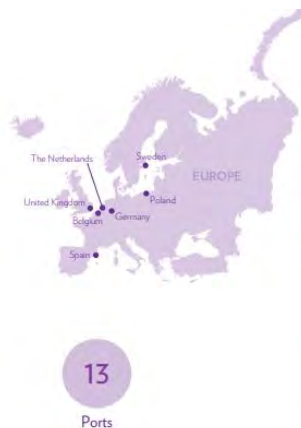 The Netherlands
Sweden
EUROPE
United Kingdom
Poland
Germany
Belgium
Spain
13
Ports